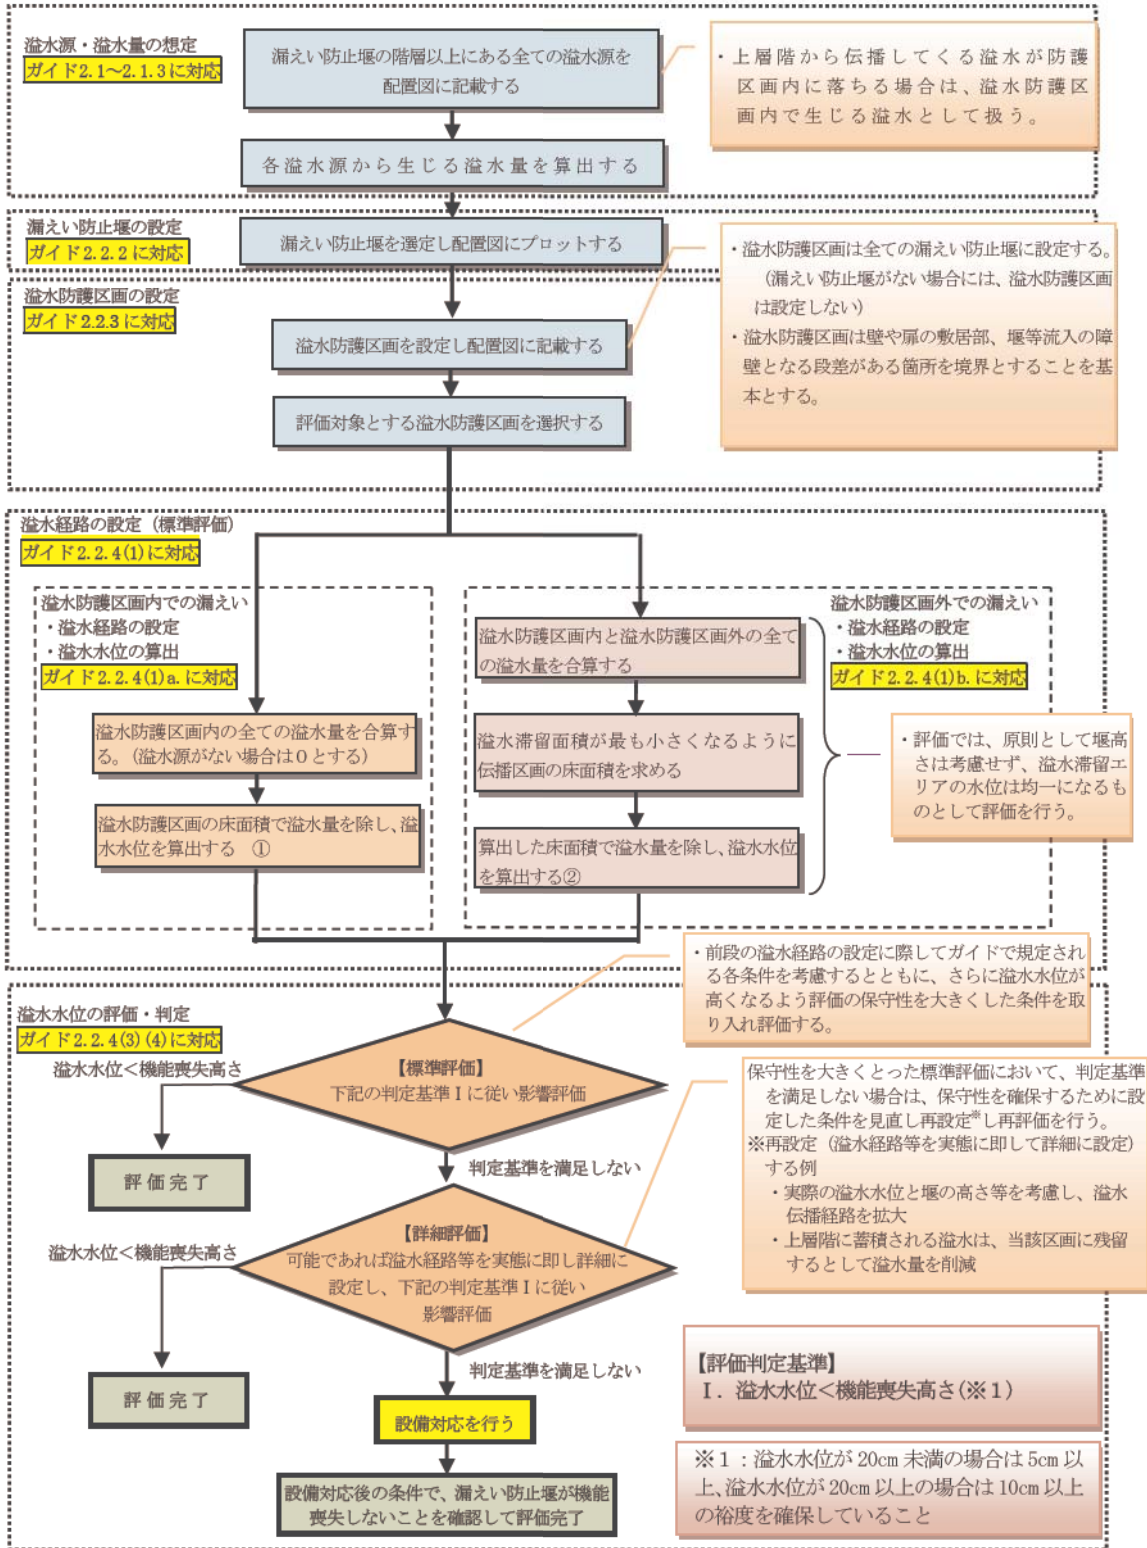 溢水源・溢水量の想定
ガイド2.1～2.1.3に対応
漏えい防止堰の階層以上にある全ての溢水源を
配置図に記載する
・上層階から伝播してくる溢水が防護
区画内に落ちる場合は、溢水防護区
画内で生じる溢水として扱う。
各溢水源から生じる溢水量を算出する
漏えい防止堰の設定
ガイド2.2.2に対応
漏えい防止堰を選定し配置図にプロットする
・溢水防護区画は全ての漏えい防止堰に設定する。
（漏えい防止堰がない場合には、溢水防護区画
は設定しない）
・溢水防護区画は壁や扉の敷居部、堰等流入の障
壁となる段差がある箇所を境界とすることを基
本とする。
溢水防護区画の設定
ガイド2.2.3に対応
溢水防護区画を設定し配置図に記載する
評価対象とする溢水防護区画を選択する
溢水経路の設定（標準評価）
ガイド2.2.4(1)に対応
溢水防護区画内での漏えい
・溢水経路の設定
・溢水水位の算出
ガイド2.2.4(1)a.に対応
溢水防護区画内の全ての溢水量を合算す
る。（溢水源がない場合は０とする）
溢水防護区画の床面積で溢水量を除し、溢
水水位を算出する　①
溢水防護区画外での漏えい
・溢水経路の設定
・溢水水位の算出
ガイド2.2.4(1)b.に対応
溢水防護区画内と溢水防護区画外の全て
の溢水量を合算する
溢水滞留面積が最も小さくなるように
伝播区画の床面積を求める
算出した床面積で溢水量を除し、溢水水位
を算出する②
・評価では、原則として堰高
さは考慮せず、溢水滞留エ
リアの水位は均一になるも
のとして評価を行う。
・前段の溢水経路の設定に際してガイドで規定され
る各条件を考慮するとともに、さらに溢水水位が
高くなるよう評価の保守性を大きくした条件を取
り入れ評価する。
溢水水位の評価・判定
ガイド2.2.4(3)(4)に対応
溢水水位＜機能喪失高さ
【標準評価】
下記の判定基準Ⅰに従い影響評価
評価完了
判定基準を満足しない
保守性を大きくとった標準評価において、判定基準
を満足しない場合は、保守性を確保するために設
定した条件を見直し再設定※し再評価を行う。
※再設定（溢水経路等を実態に即して詳細に設定）
する例
・実際の溢水水位と堰の高さ等を考慮し、溢水
伝播経路を拡大
・上層階に蓄積される溢水は、当該区画に残留
するとして溢水量を削減
溢水水位＜機能喪失高さ
【詳細評価】
可能であれば溢水経路等を実態に即し詳細に
設定し、下記の判定基準Ⅰに従い
影響評価
評価完了
判定基準を満足しない
設備対応を行う
設備対応後の条件で、漏えい防止堰が機能
喪失しないことを確認して評価完了
【評価判定基準】
Ⅰ．溢水水位＜機能喪失高さ(※１)
※１：溢水水位が 20cm 未満の場合は 5cm 以
上、溢水水位が 20cm 以上の場合は 10cm 以上
の裕度を確保していること